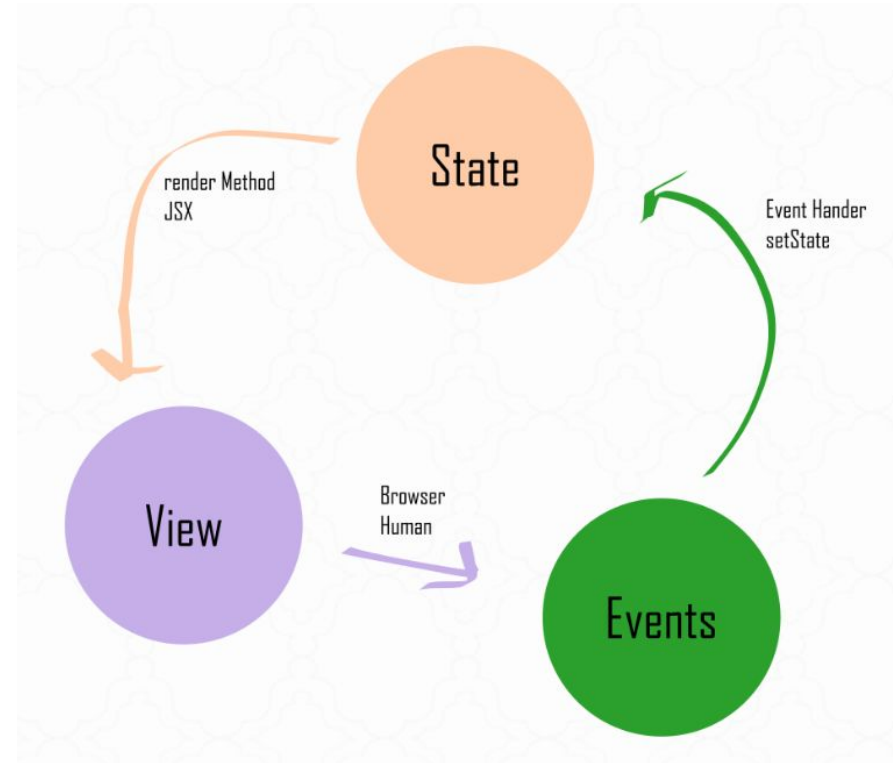 State
render Method
JSX
Event Hander
setState
View
Browser
Human
Events